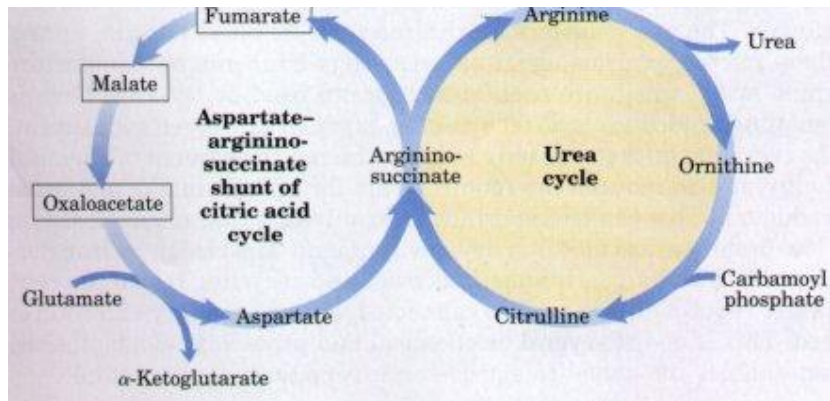 Fumarate
Arginine
Urea
Malate
Aspartate–
arginino-
succinate
shunt of
citric acid
cycle
Arginino-
succinate
Urea
cycle
Ornithine
Oxaloacetate
Glutamate
Aspartate
Citrulline
Carbamoyl
phosphate
α-Ketoglutarate